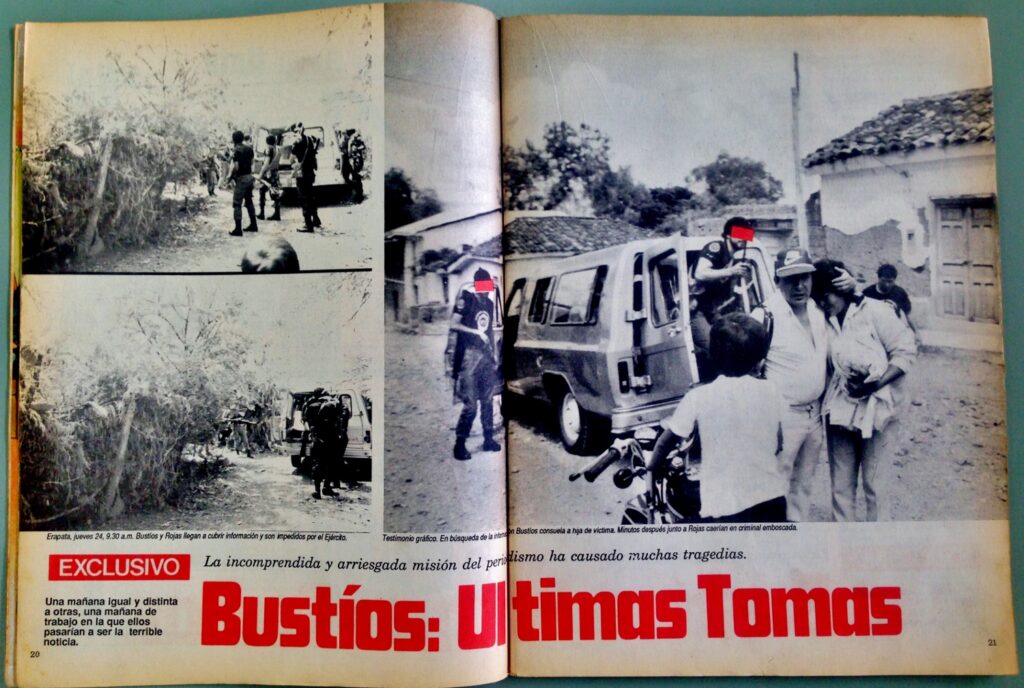 Erapata, jueves 24, 9.30 a.m. Bustíos y Rojas llegan a cubrir información y son impedidos por el Ejército.
Testimonio gráfico. En búsqueda de la
Bustíos consuela a hija de víctima. Minutos después junto a Rojas caerían en criminal emboscada.
EXCLUSIVO
La incomprendida y arriesgada misión del periodismo ha causado muchas tragedias.
Una mañana igual y distinta
a otras, una mañana de
trabajo en la que ellos
pasarían a ser la terrible
noticia.
Bustíos: Ultimas Tomas
20
21